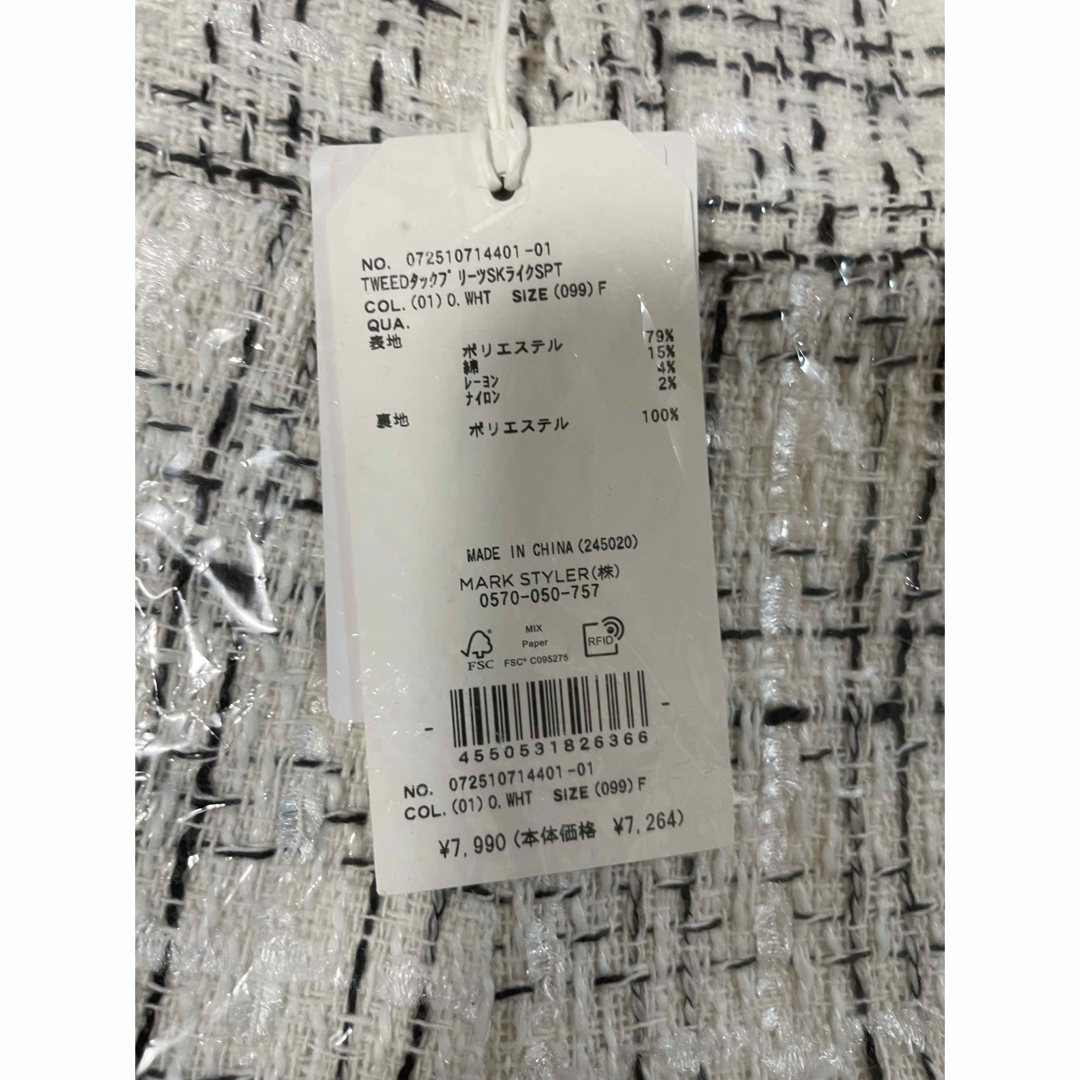 NO. 072510714401-01
TWEEDタックプリーツSKライクSPT
COL.(01)O.WHT SIZE(099)F
QUA.
表地 ポリエステル 79%
綿 15%
レーヨン 4%
ナイロン 2%
裏地 ポリエステル 100%
MADE IN CHINA(245020)
MARK STYLER(株)
0570-050-757
MIX
Paper
FSC FSC® C095275
RFID
4550531826366
NO. 072510714401-01
COL.(01)O.WHT SIZE(099)F
¥7,990(本体価格 ¥7,264)